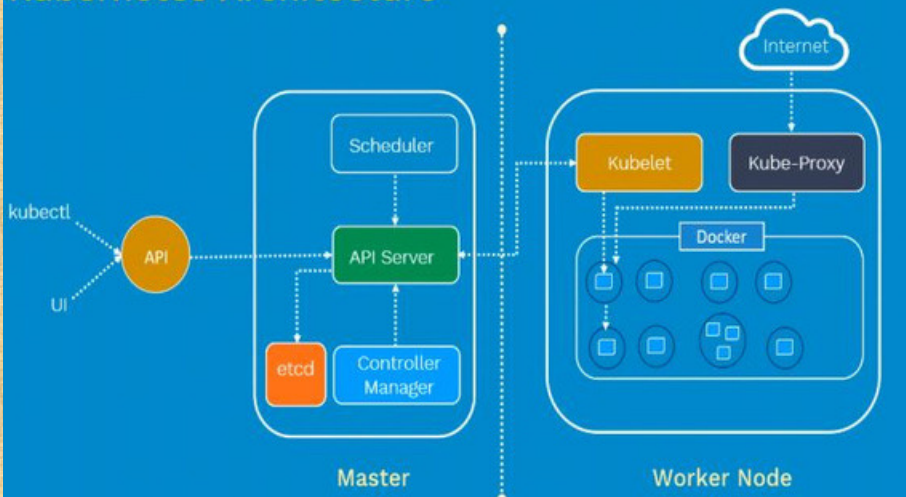 Internet
Scheduler
Kubelet
Kube-Proxy
kubectl
API
API Server
Docker
UI
etcd
Controller
Manager
Master
Worker Node